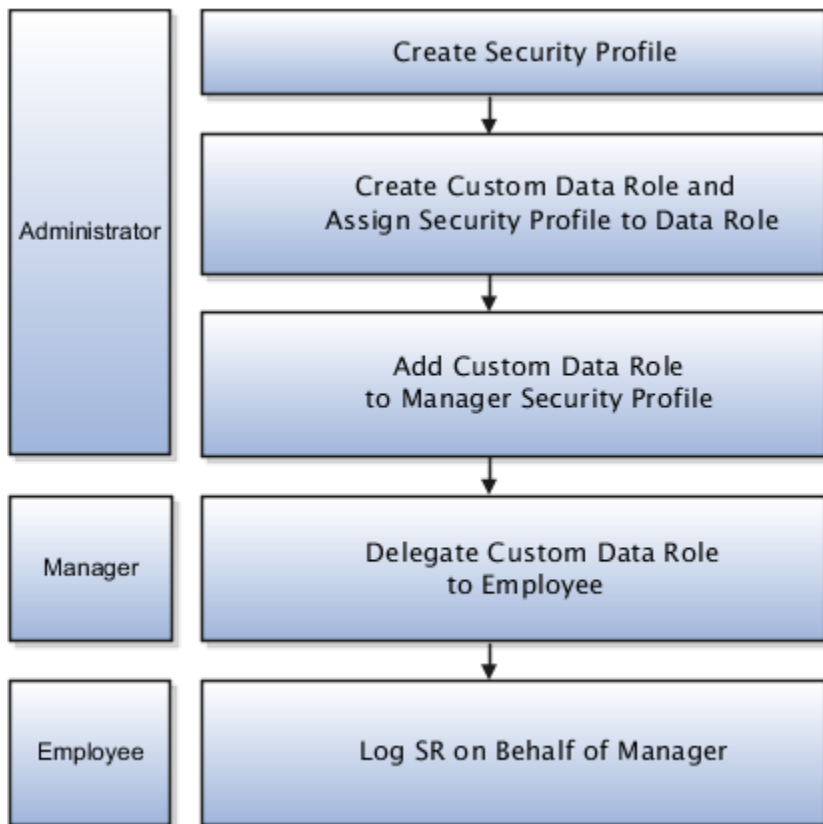 Administrator
Create Security Profile
Create Custom Data Role and
Assign Security Profile to Data Role
Add Custom Data Role
to Manager Security Profile
Manager
Delegate Custom Data Role
to Employee
Employee
Log SR on Behalf of Manager